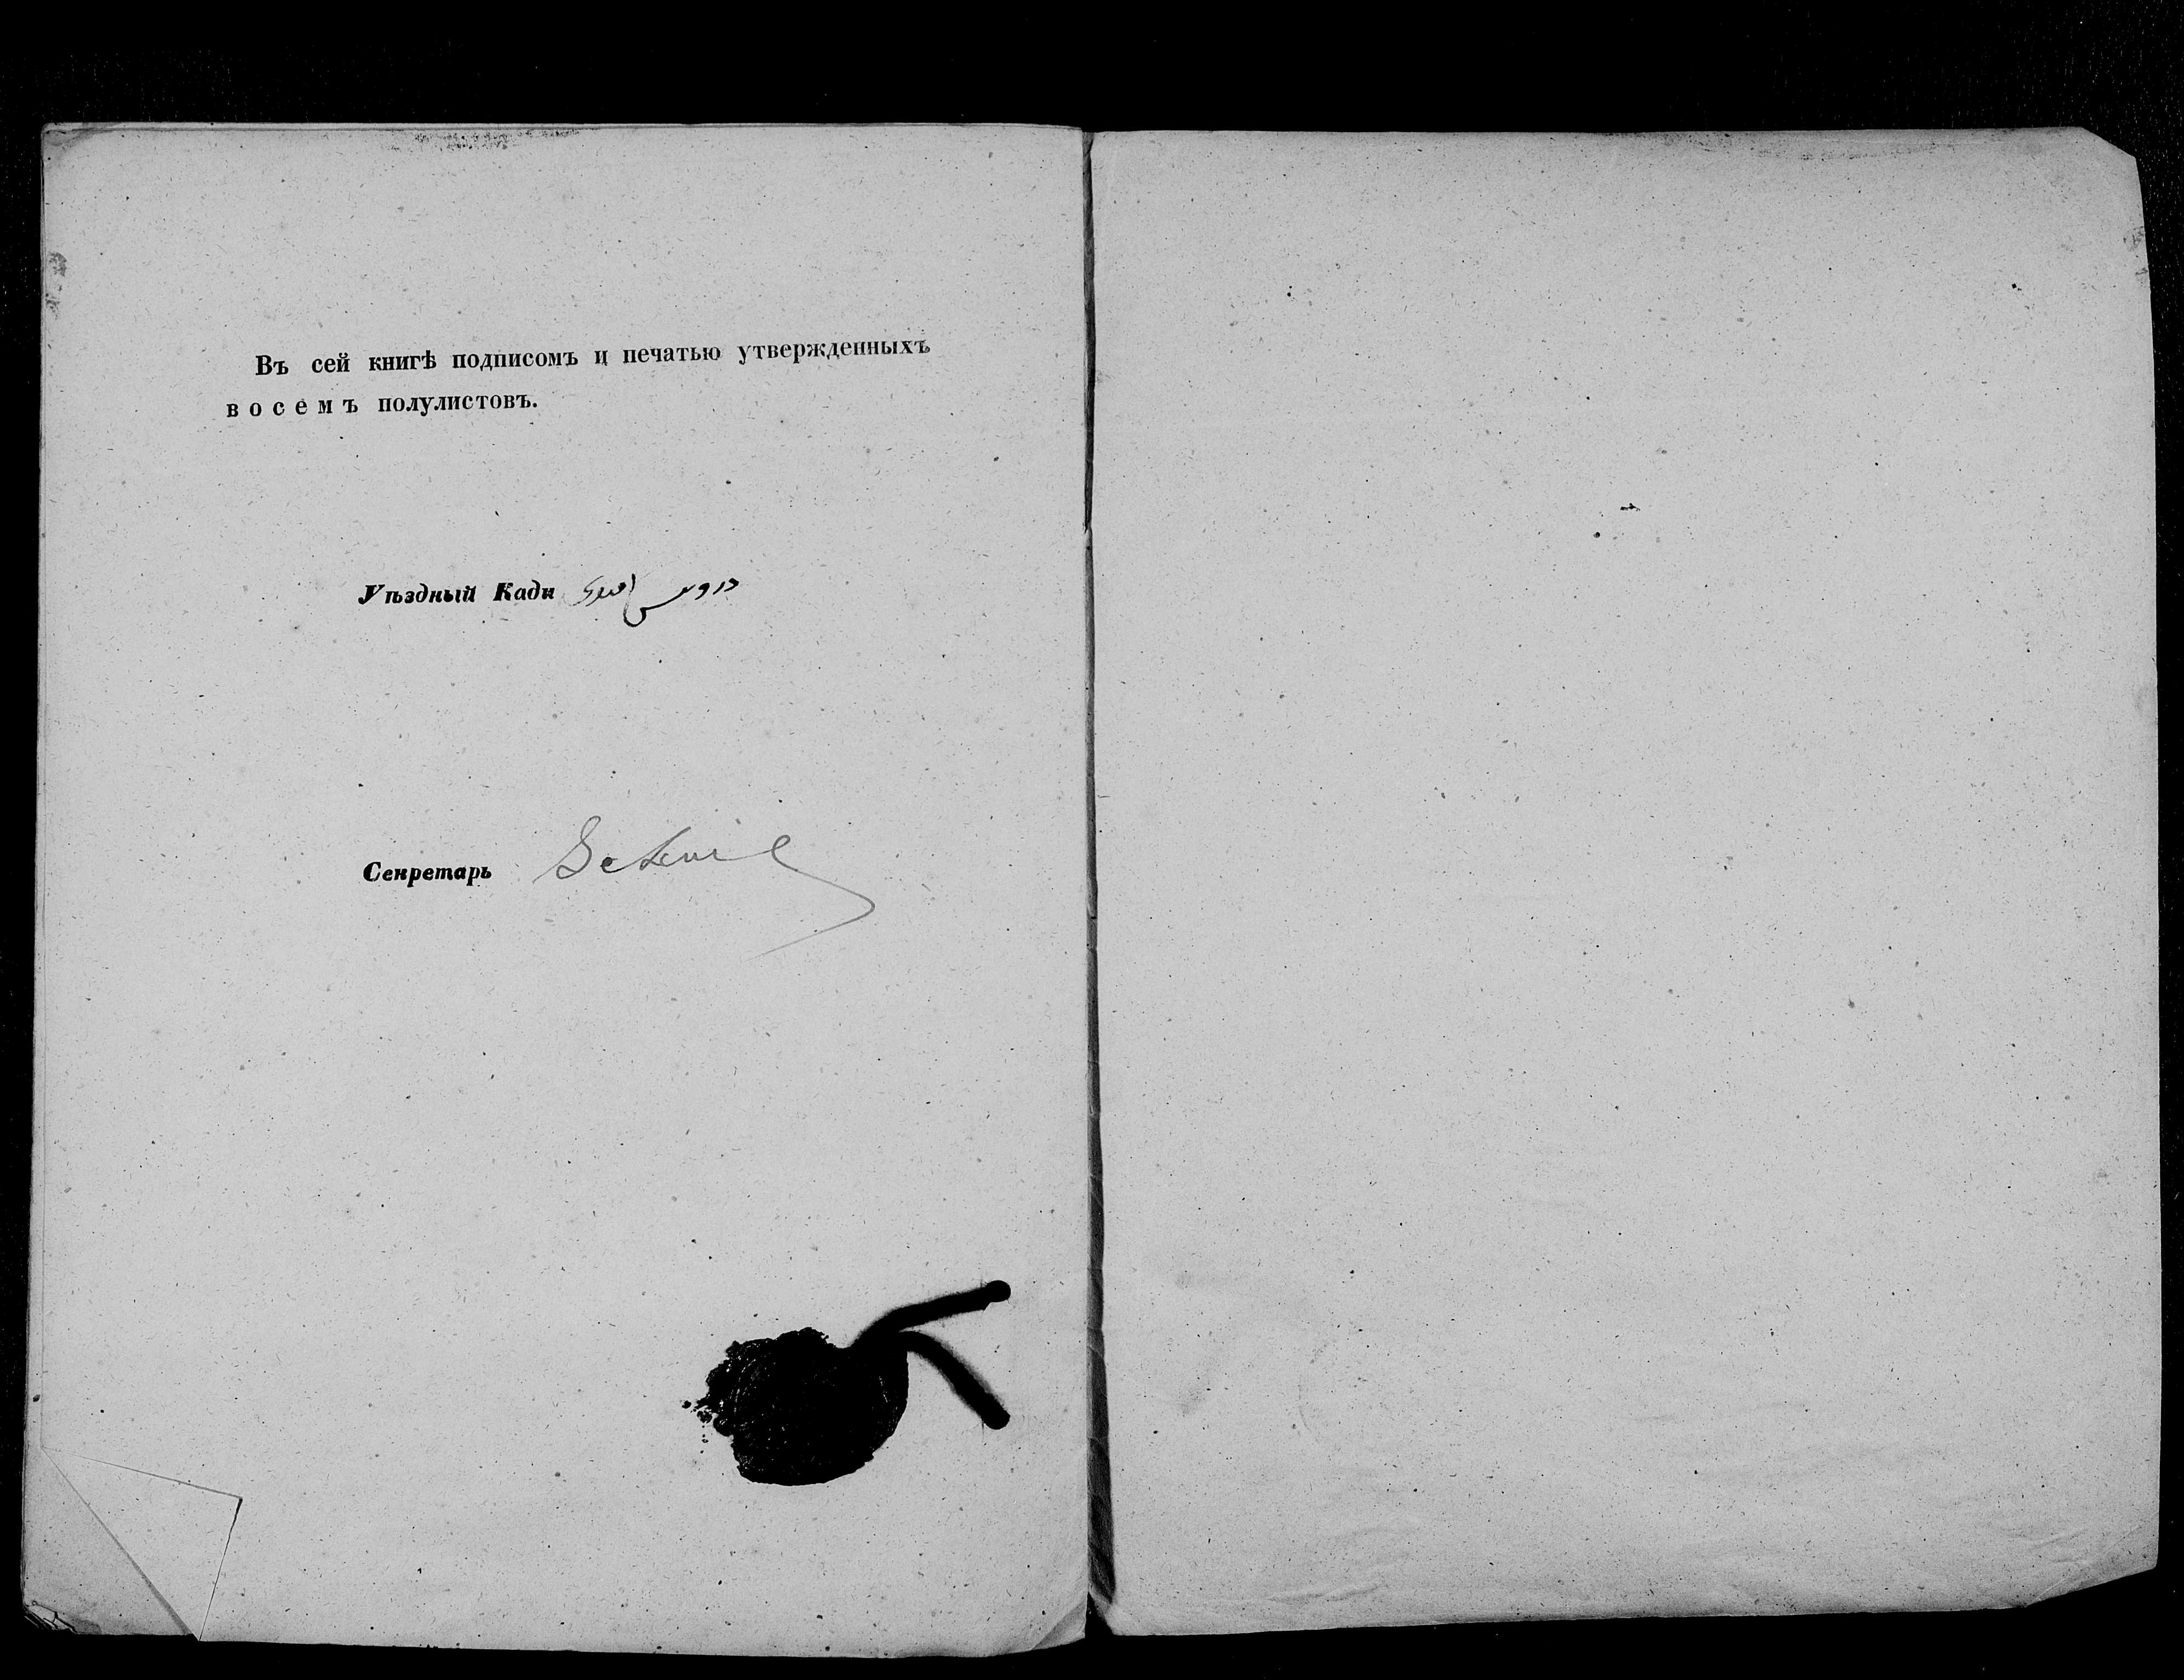 Въ сей книгѣ подписомъ и печатью утвержденныхъ
восемъ полулистовъ.
Уѣздный Кади
Секретарь